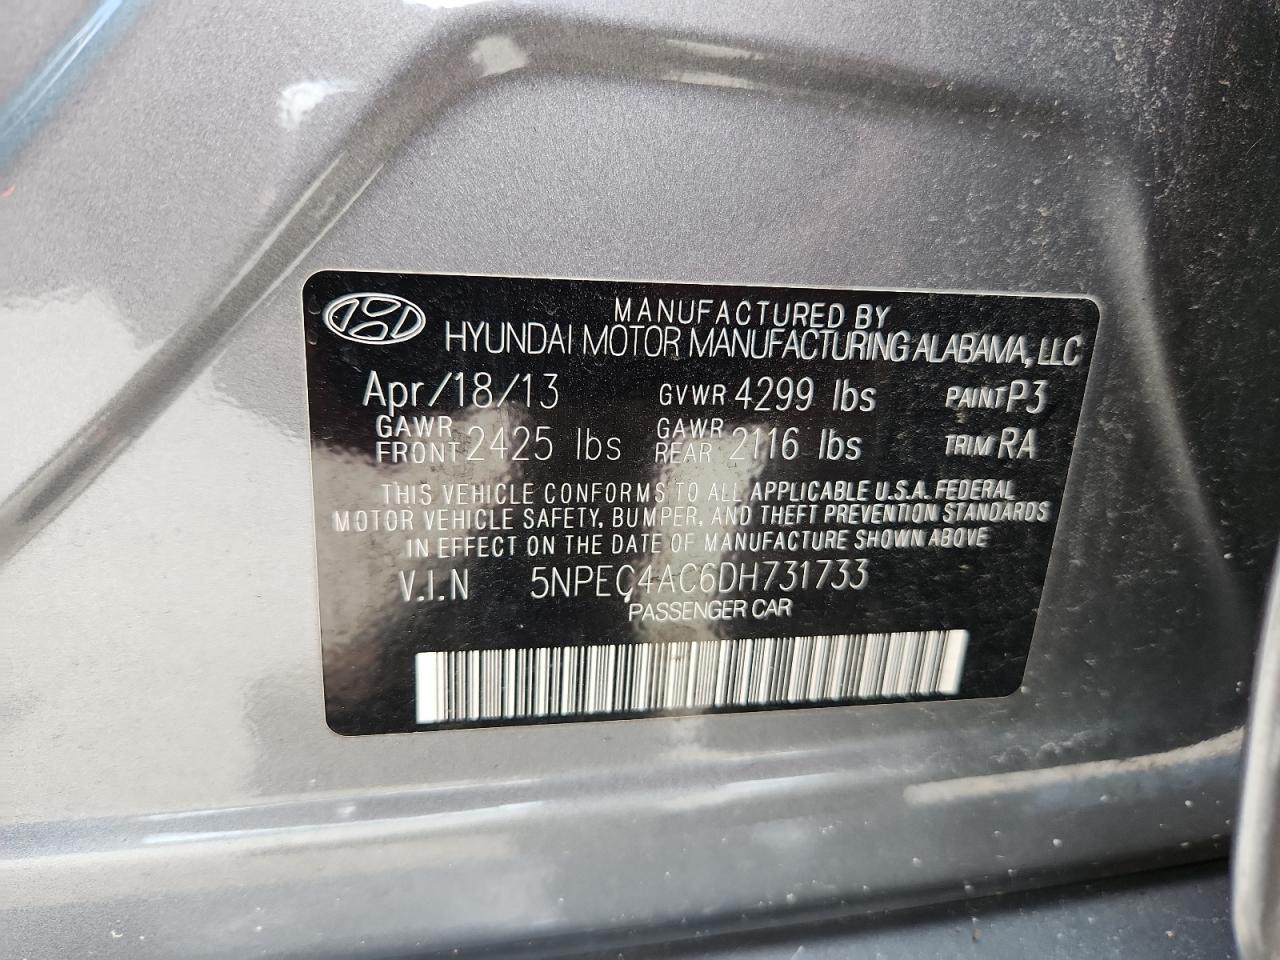 MANUFACTURED BY
HYUNDAI MOTOR MANUFACTURING ALABAMA, LLC
Apr/18/13 GVWR 4299 lbs PAINT P3
GAWR FRONT 2425 lbs GAWR REAR 2116 lbs TRIM RA
THIS VEHICLE CONFORMS TO ALL APPLICABLE U.S.A. FEDERAL
MOTOR VEHICLE SAFETY, BUMPER, AND THEFT PREVENTION STANDARDS
IN EFFECT ON THE DATE OF MANUFACTURE SHOWN ABOVE
V.I.N 5NPEC4AC6DH731733
PASSENGER CAR